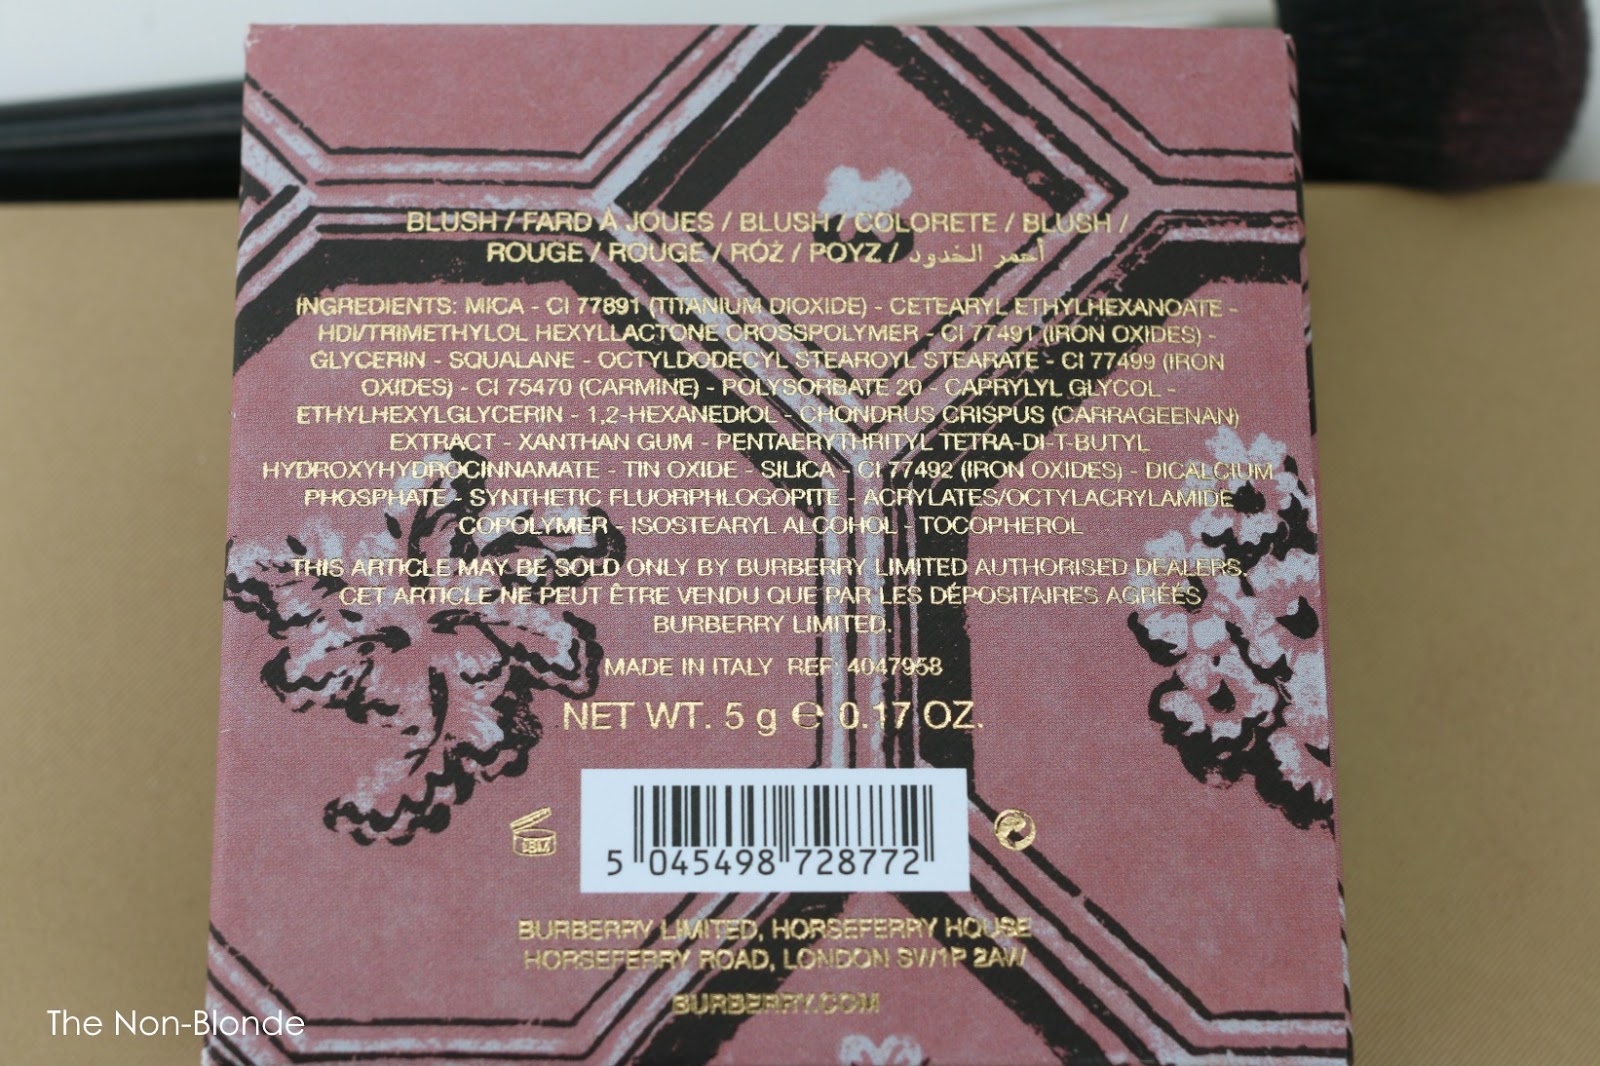 BLUSH / FARD À JOUES / BLUSH / COLORETE / BLUSH /
ROUGE / ROUGE / RÓŻ / POYZ / أحمر الخدود
INGREDIENTS: MICA - CI 77891 (TITANIUM DIOXIDE) - CETEARYL ETHYLHEXANOATE -
HDI/TRIMETHYLOL HEXYLLACTONE CROSSPOLYMER - CI 77491 (IRON OXIDES) -
GLYCERIN - SQUALANE - OCTYLDODECYL STEAROYL STEARATE - CI 77499 (IRON
OXIDES) - CI 75470 (CARMINE) - POLYSORBATE 20 - CAPRYLYL GLYCOL -
ETHYLHEXYLGLYCERIN - 1,2-HEXANEDIOL - CHONDRUS CRISPUS (CARRAGEENAN)
EXTRACT - XANTHAN GUM - PENTAERYTHRITYL TETRA-DI-T-BUTYL
HYDROXYHYDROCINNAMATE - TIN OXIDE - SILICA - CI 77492 (IRON OXIDES) - DICALCIUM
PHOSPHATE - SYNTHETIC FLUORPHLOGOPITE - ACRYLATES/OCTYLACRYLAMIDE
COPOLYMER - ISOSTEARYL ALCOHOL - TOCOPHEROL
THIS ARTICLE MAY BE SOLD ONLY BY BURBERRY LIMITED AUTHORISED DEALERS.
CET ARTICLE NE PEUT ÊTRE VENDU QUE PAR LES DÉPOSITAIRES AGRÉÉS
BURBERRY LIMITED.
MADE IN ITALY REF: 4047958
NET WT. 5 g ℮ 0.17 OZ.
18M
5 045498 728772
BURBERRY LIMITED, HORSEFERRY HOUSE
HORSEFERRY ROAD, LONDON SW1P 2AW
BURBERRY.COM
The Non-Blonde